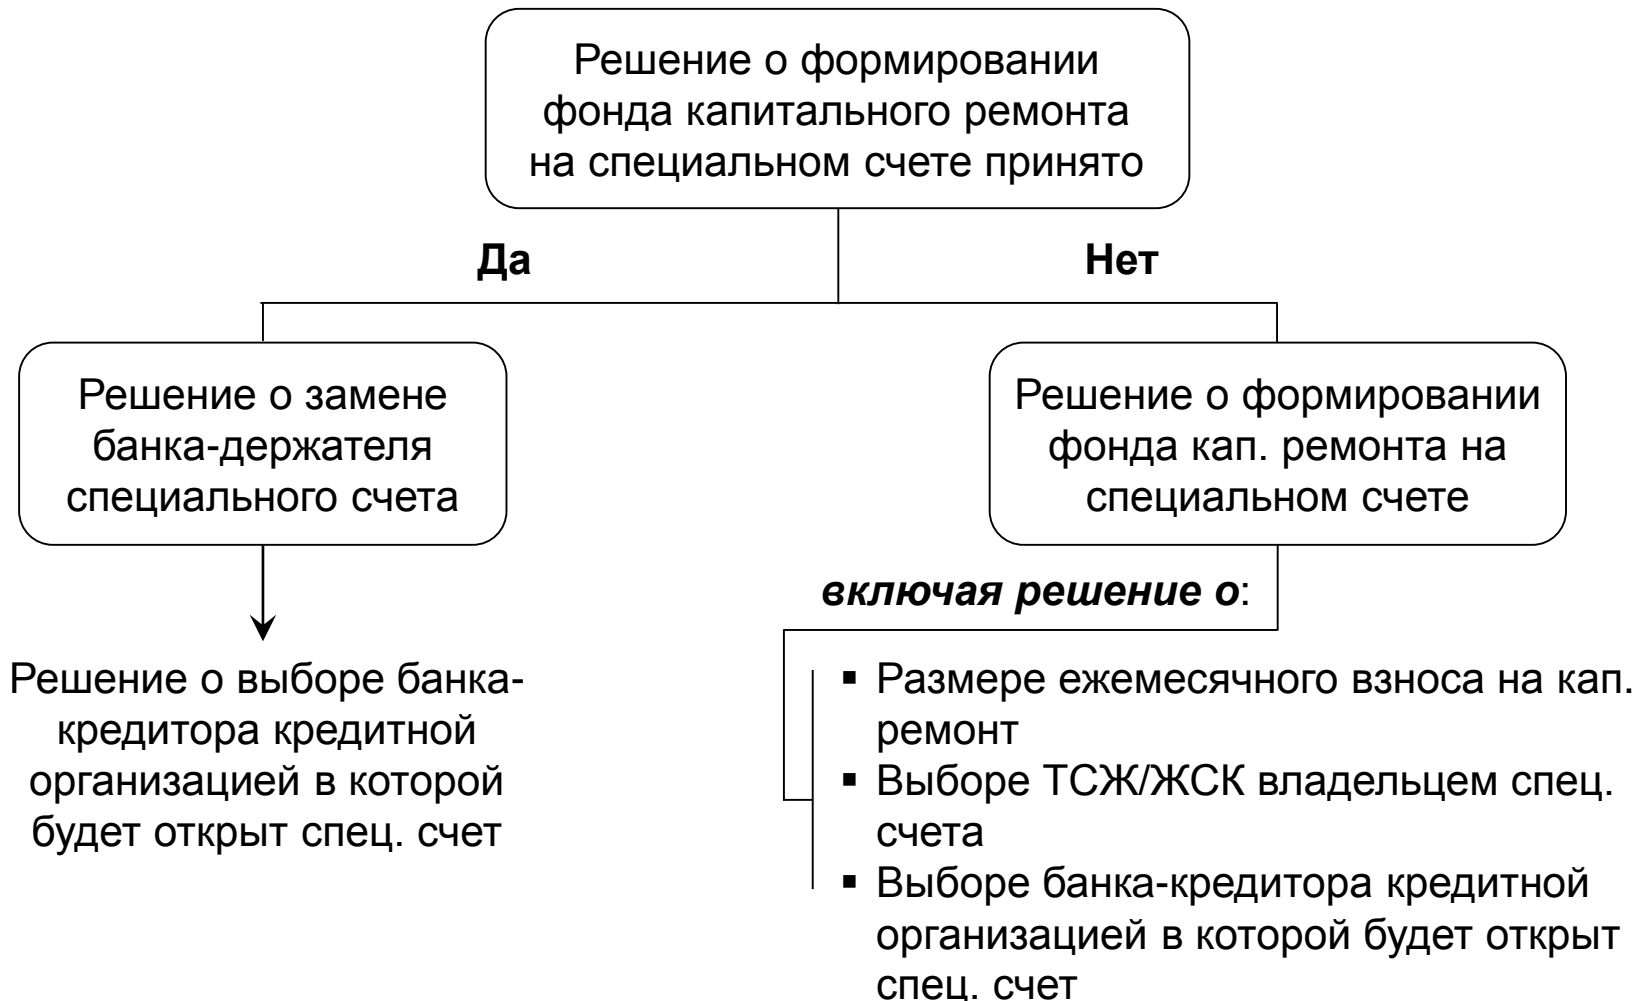 Решение о формировании
фонда капитального ремонта
на специальном счете принято
Да
Нет
Решение о замене
банка-держателя
специального счета
Решение о формировании
фонда кап. ремонта на
специальном счете
включая решение о:
Решение о выборе банка-
кредитора кредитной
организацией в которой
будет открыт спец. счет
▪ Размере ежемесячного взноса на кап.
ремонт
▪ Выборе ТСЖ/ЖСК владельцем спец.
счета
▪ Выборе банка-кредитора кредитной
организацией в которой будет открыт
спец. счет